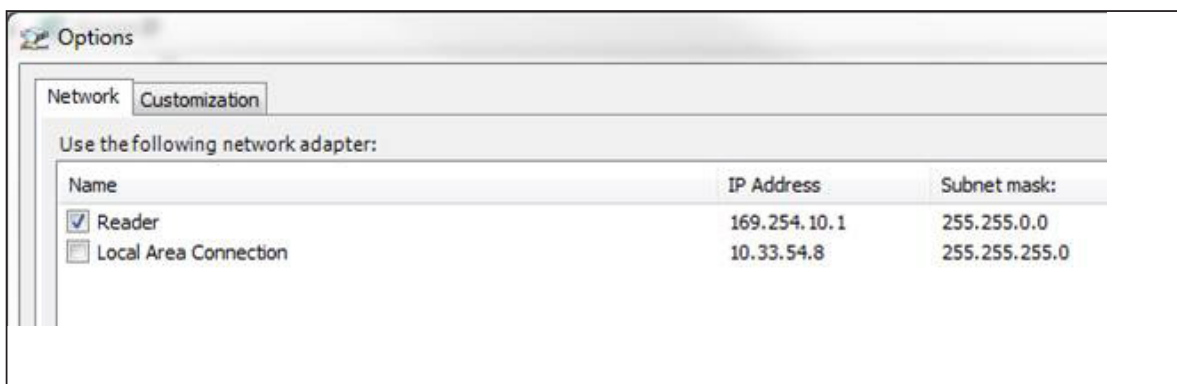 Options
Network Customization
Use the following network adapter:
Name IP Address Subnet mask:
Reader 169.254.10.1 255.255.0.0
Local Area Connection 10.33.54.8 255.255.255.0